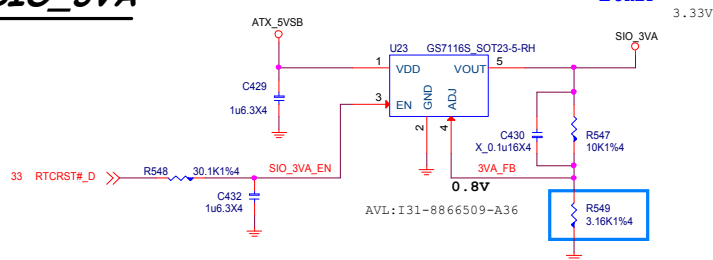 3.33V
ATX_5VSB
SIO_3VA
U23 GS7116S_SOT23-5-RH
1 VDD VOUT 5
C429
1u6.3X4
3 EN GND ADJ
2 4
C430
X_0.1u16X4
R547
10K1%4
33 RTCRST#_D R548 30.1K1%4 SIO_3VA_EN 3VA_FB
0.8V
C432
1u6.3X4
AVL:I31-8866509-A36
R549
3.16K1%4